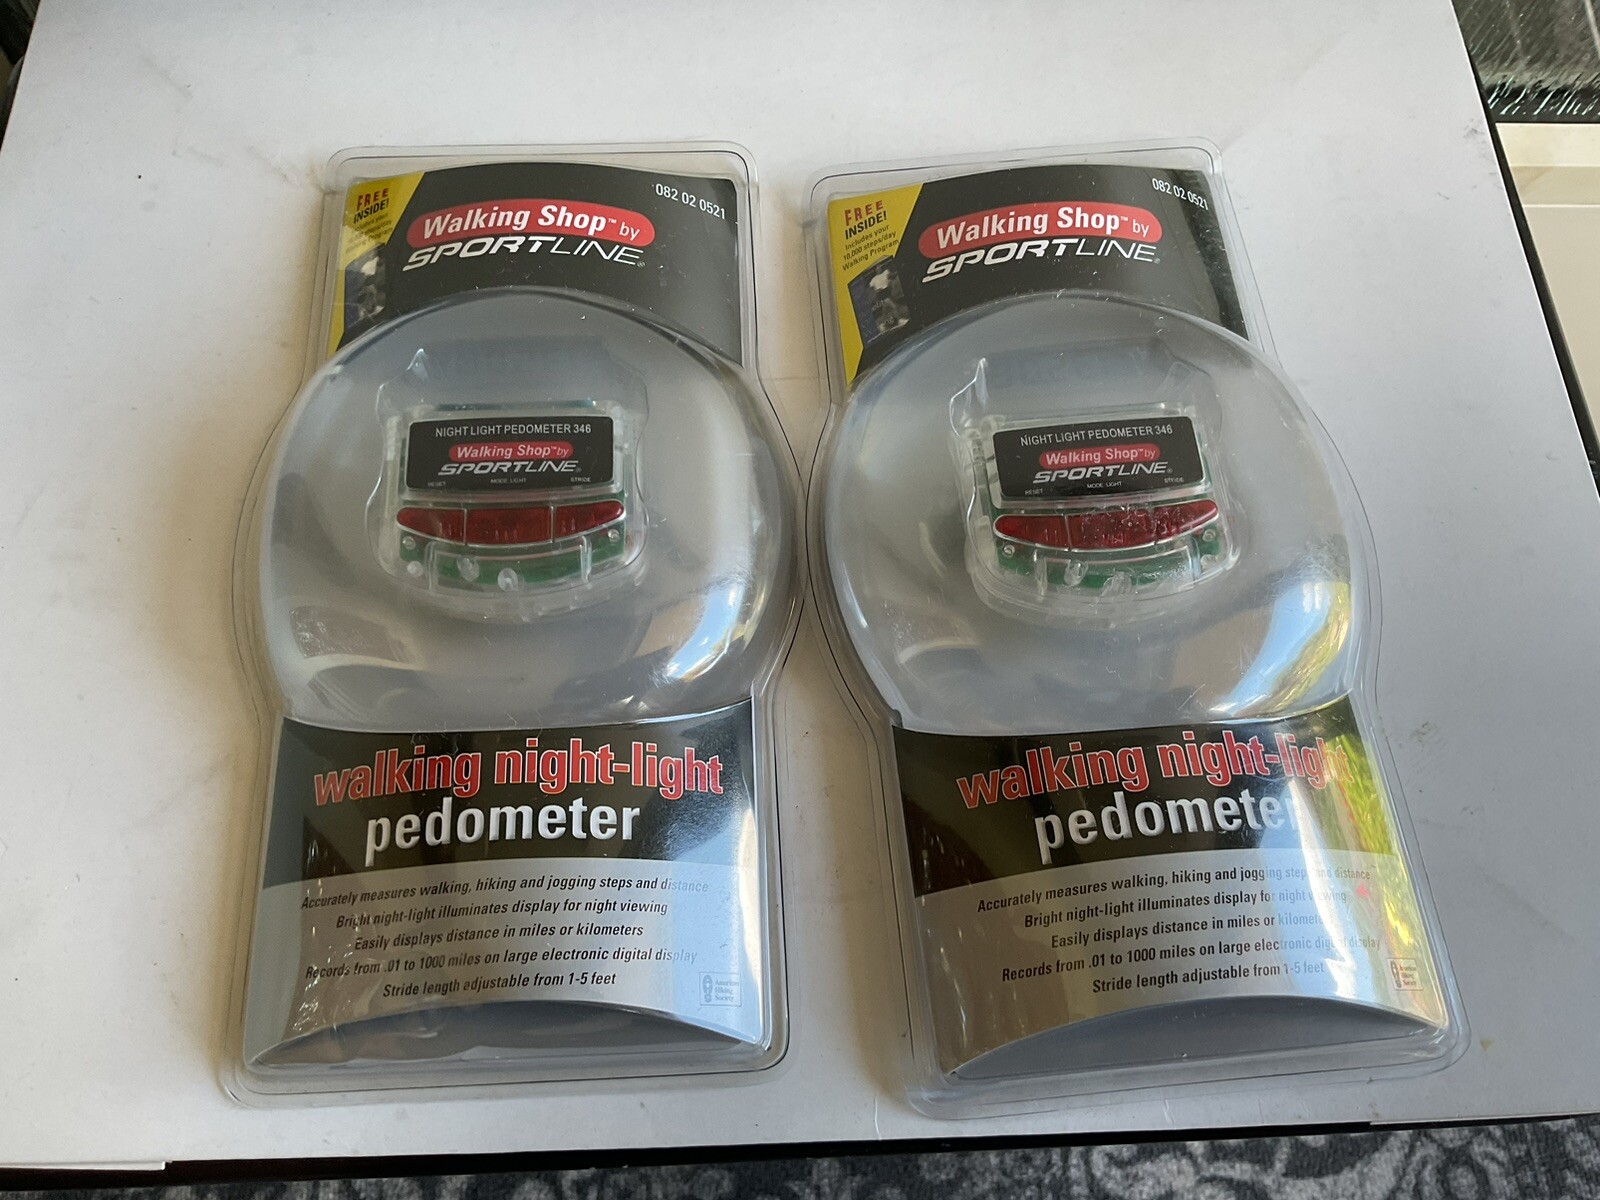 FREE
INSIDE!
082 02 0521
Walking Shop™ by
SPORTLINE®
NIGHT LIGHT PEDOMETER 346
Walking Shop™ by
SPORTLINE®
RESET MODE LIGHT STRIDE
walking night-light
pedometer
Accurately measures walking, hiking and jogging steps and distance
Bright night-light illuminates display for night viewing
Easily displays distance in miles or kilometers
Records from .01 to 1000 miles on large electronic digital display
Stride length adjustable from 1-5 feet
American
Hiking
Society
FREE
INSIDE!
Includes your
10,000 steps/day
Walking Program
082 02 0521
Walking Shop™ by
SPORTLINE®
NIGHT LIGHT PEDOMETER 346
Walking Shop™ by
SPORTLINE®
RESET MODE LIGHT STRIDE
walking night-light
pedometer
Accurately measures walking, hiking and jogging steps and distance
Bright night-light illuminates display for night viewing
Easily displays distance in miles or kilometers
Records from .01 to 1000 miles on large electronic digital display
Stride length adjustable from 1-5 feet
American
Hiking
Society